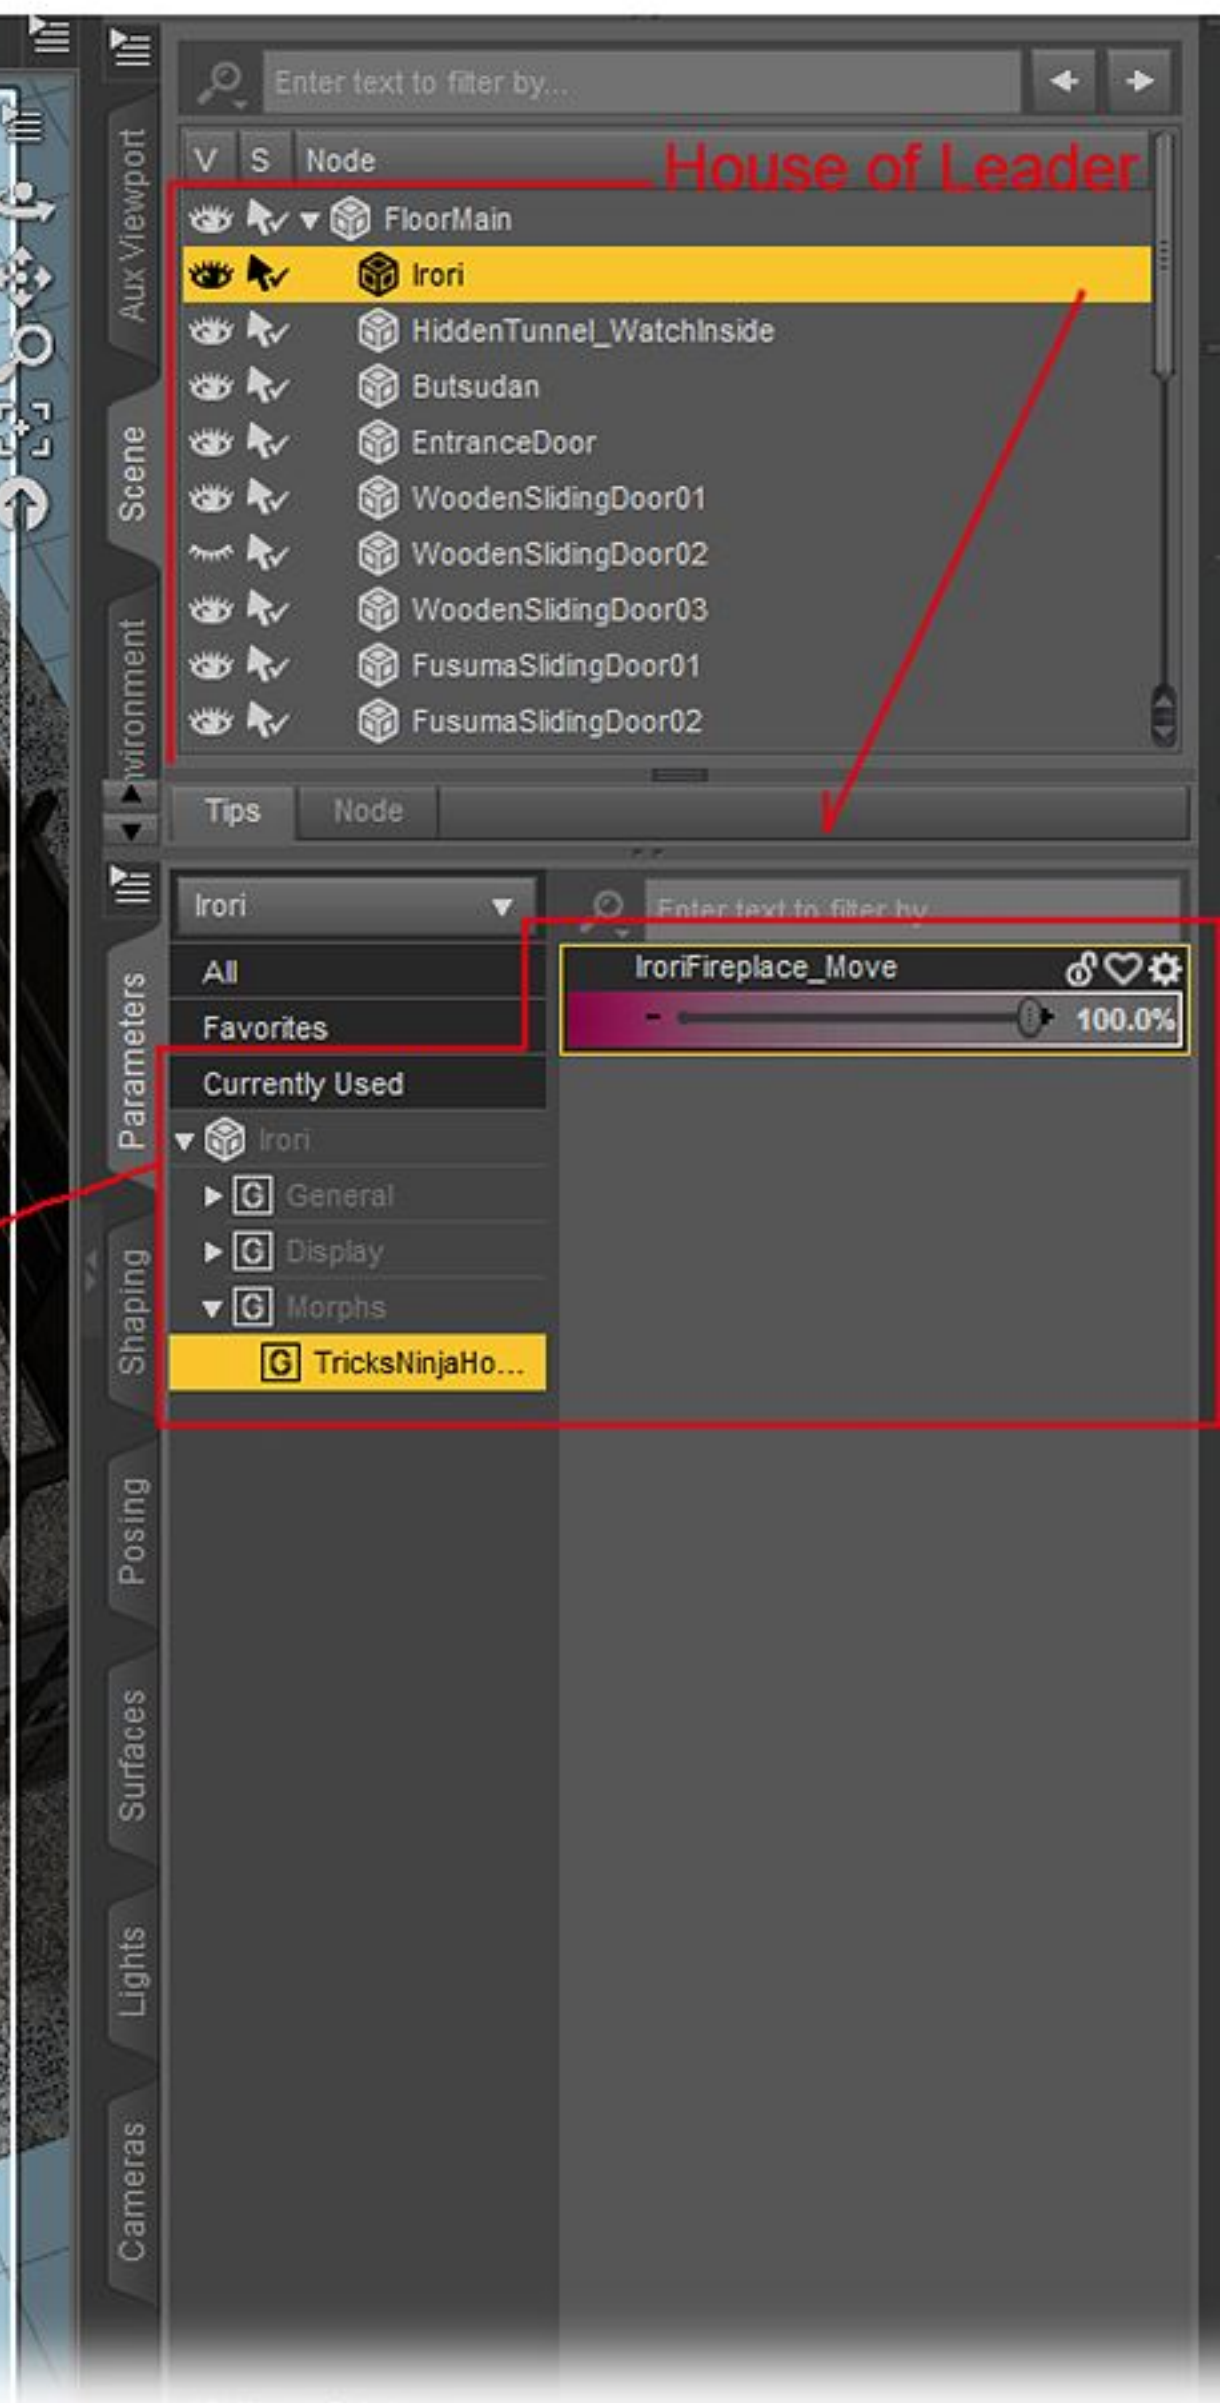 Enter text to filter by...
V S Node
House of Leader
FloorMain
Irori
HiddenTunnel_WatchInside
Butsudan
EntranceDoor
WoodenSlidingDoor01
WoodenSlidingDoor02
WoodenSlidingDoor03
FusumaSlidingDoor01
FusumaSlidingDoor02
Aux Viewport
Scene
Tips Node
Irori
Enter text to filter by
All
Favorites
Currently Used
Irori
G General
G Display
G Morphs
G TricksNinjaHo...
IroriFireplace_Move
- + 100.0%
Parameters
Shaping
Posing
Surfaces
Lights
Cameras